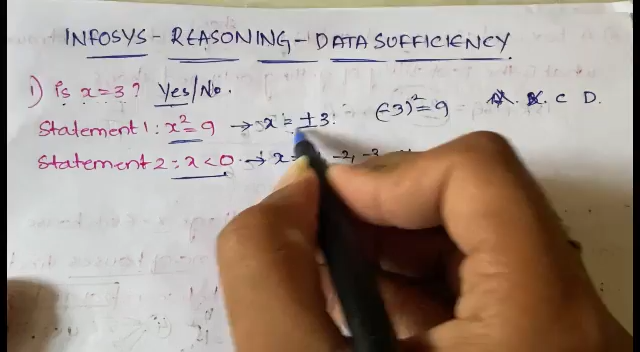 INFOSYS - REASONING - DATA SUFFICIENCY
1) Is x=3? Yes/No.
Statement 1: x²=9 → x = ±3. (-3)²=9 A. B. C D.
Statement 2: x<0 → x= -2, -3